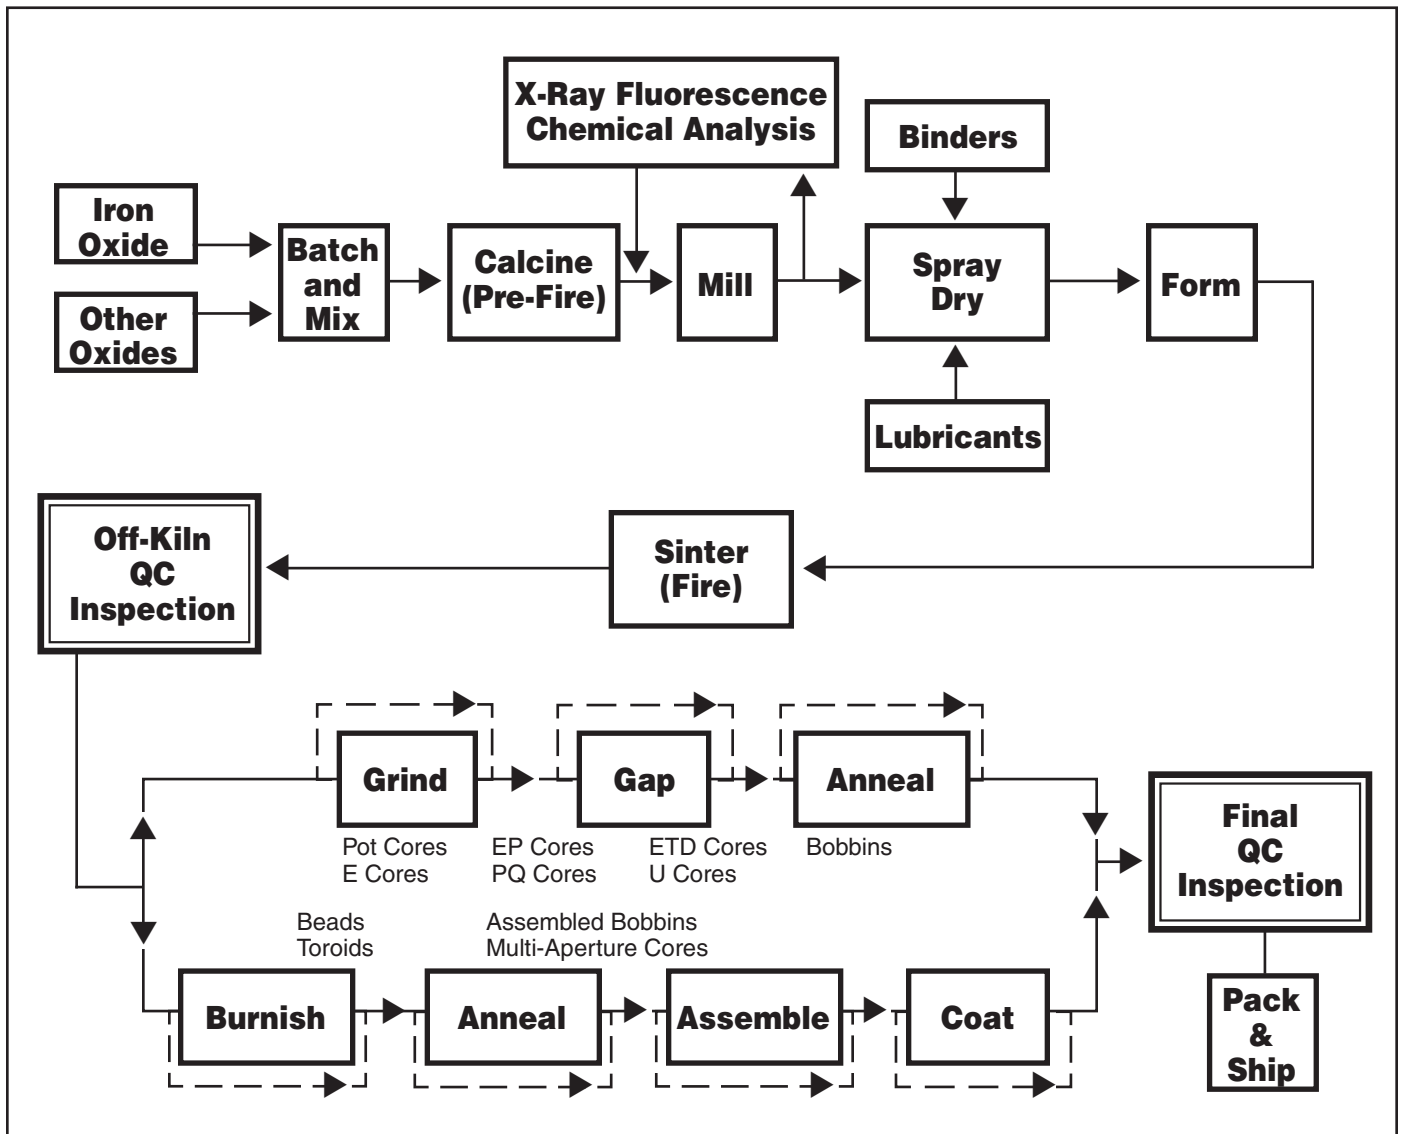 X-Ray Fluorescence
Chemical Analysis
Binders
Iron
Oxide
Other
Oxides
Batch
and
Mix
Calcine
(Pre-Fire)
Mill
Spray
Dry
Form
Lubricants
Off-Kiln
QC
Inspection
Sinter
(Fire)
Grind
Gap
Anneal
Pot Cores
E Cores
EP Cores
PQ Cores
ETD Cores
U Cores
Bobbins
Final
QC
Inspection
Beads
Toroids
Assembled Bobbins
Multi-Aperture Cores
Burnish
Anneal
Assemble
Coat
Pack
&
Ship